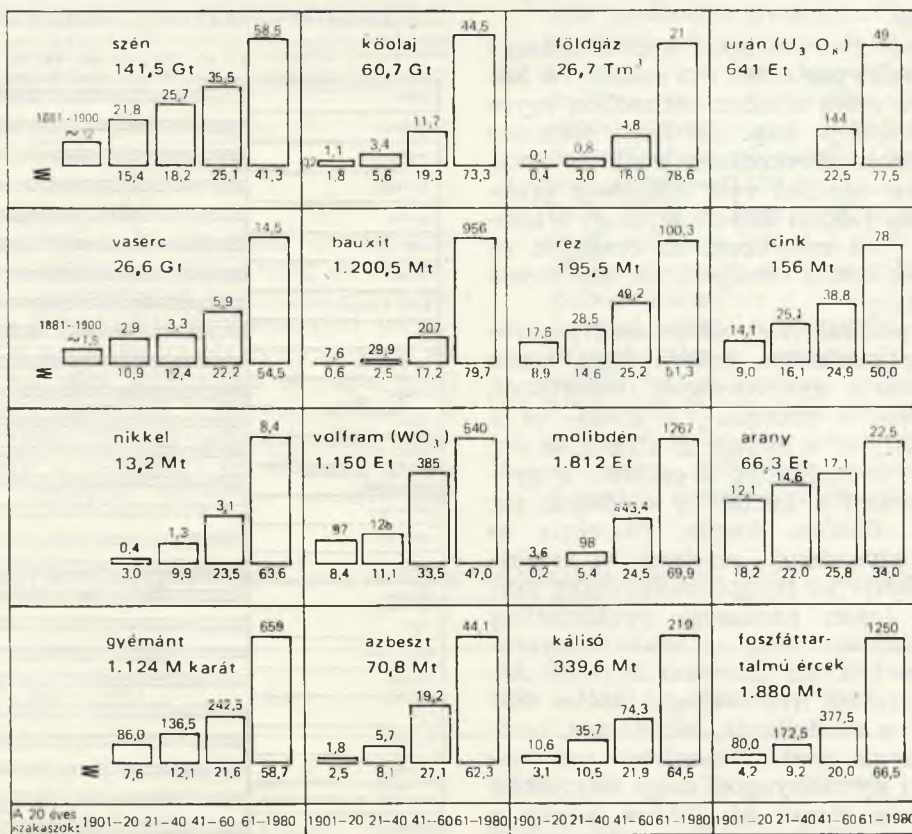 szén
141,5 Gt
1881-1900
~12
21,8
25,7
35,5
58,5
15,4 18,2 25,1 41,3
kőolaj
60,7 Gt
0,2
1,1
3,4
11,7
44,5
1,8 5,6 19,3 73,3
földgáz
26,7 Tm³
0,1
0,8
4,8
21
0,4 3,0 18,0 78,6
urán (U₃ O₈)
641 Et
144
49
22,5 77,5
vaserc
26,6 Gt
1881-1900
~1,5
2,9
3,3
5,9
14,5
10,9 12,4 22,2 54,5
bauxit
1.200,5 Mt
7,6
29,9
207
956
0,6 2,5 17,2 79,7
réz
195,5 Mt
17,6
28,5
49,2
100,3
8,9 14,6 25,2 51,3
cink
156 Mt
14,1
25,1
38,8
78
9,0 16,1 24,9 50,0
nikkel
13,2 Mt
0,4
1,3
3,1
8,4
3,0 9,9 23,5 63,6
volfram (WO₃)
1.150 Et
97
128
385
540
8,4 11,1 33,5 47,0
molibdén
1.812 Et
3,6
98
443,4
1267
0,2 5,4 24,5 69,9
arany
66,3 Et
12,1
14,6
17,1
22,5
18,2 22,0 25,8 34,0
gyémánt
1.124 M karát
86,0
136,5
242,5
659
7,6 12,1 21,6 58,7
azbeszt
70,8 Mt
1,8
5,7
19,2
44,1
2,5 8,1 27,1 62,3
kálisó
339,6 Mt
10,6
35,7
74,3
219
3,1 10,5 21,9 64,5
foszfáttar-
talmú ércek
1.880 Mt
80,0
172,5
377,5
1250
4,2 9,2 20,0 66,5
A 20 éves
szakaszok: 1901-20 21-40 41-60 61-1980 1901-20 21-40 41-60 61-1980 1901-20 21-40 41-60 61-1980 1901-20 21-40 41-60 61-1980